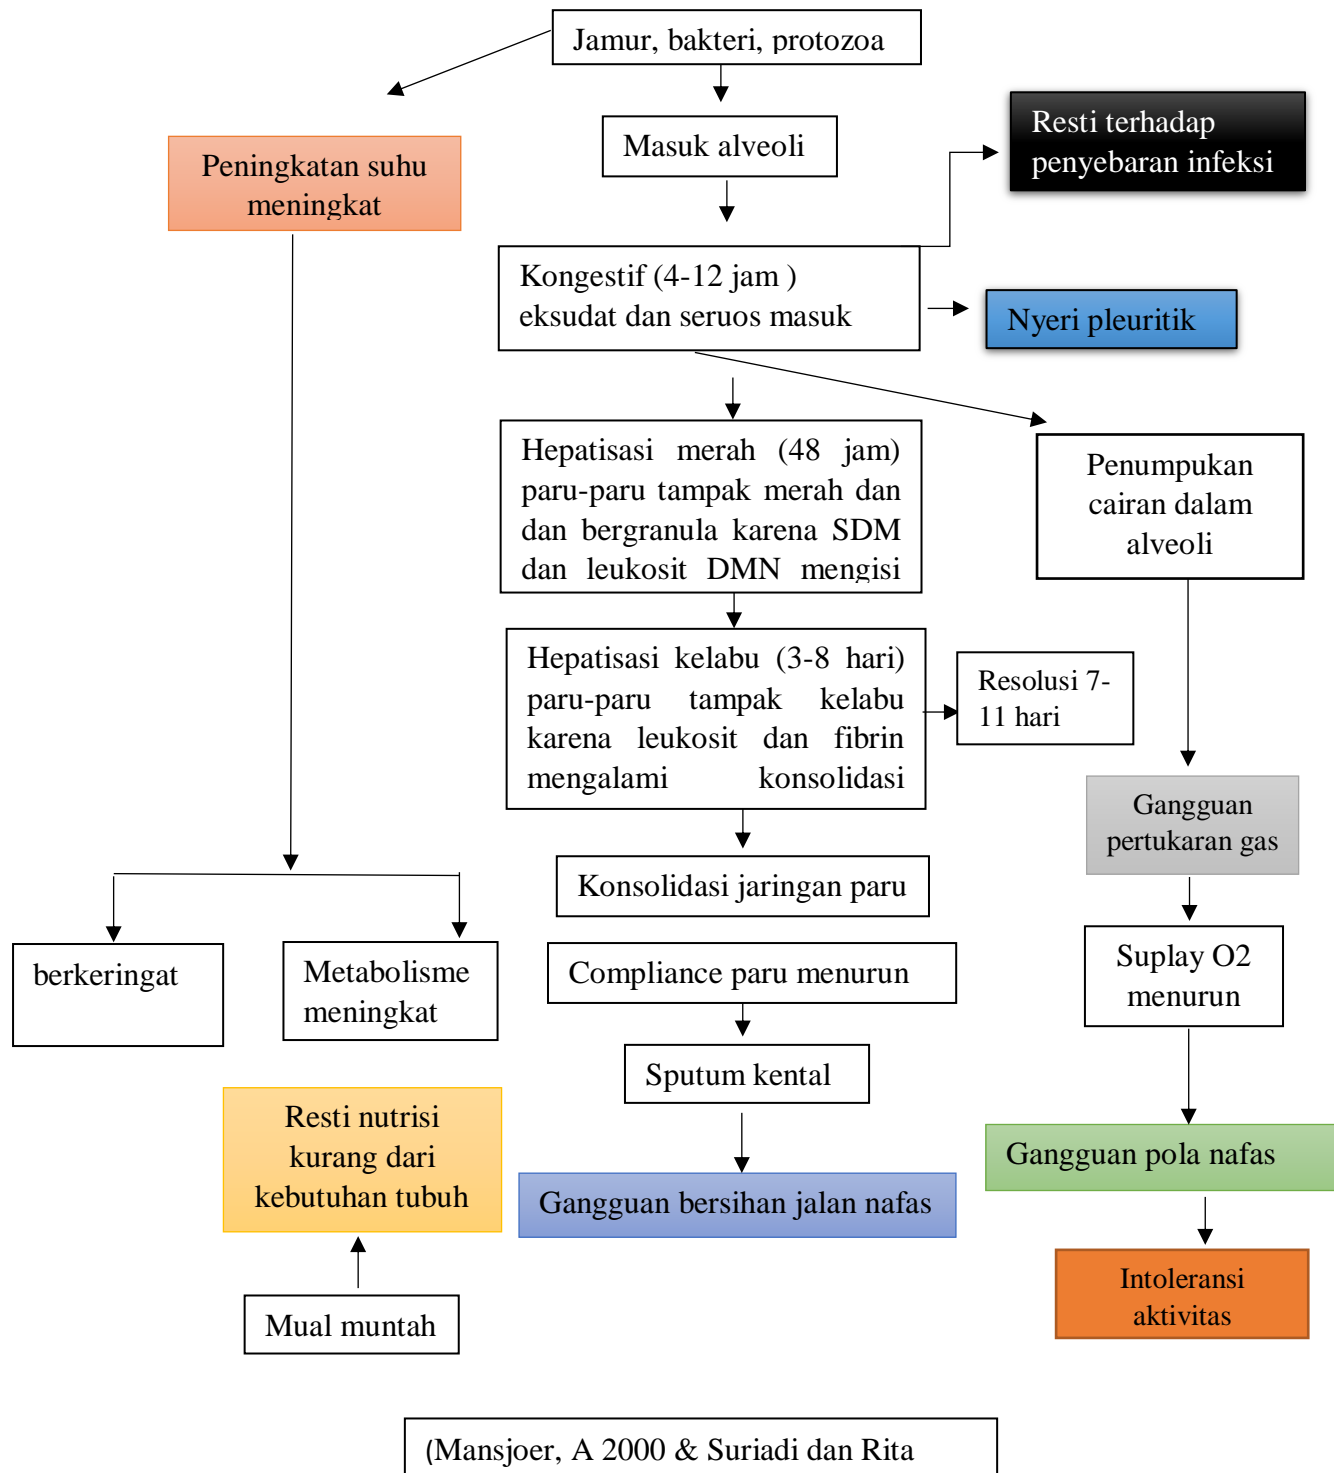 Jamur, bakteri, protozoa
Masuk alveoli
Resti terhadap
penyebaran infeksi
Peningkatan suhu
meningkat
Kongestif (4-12 jam )
eksudat dan seruos masuk
Nyeri pleuritik
Hepatisasi merah (48 jam)
paru-paru tampak merah dan
dan bergranula karena SDM
dan leukosit DMN mengisi
Penumpukan
cairan dalam
alveoli
Hepatisasi kelabu (3-8 hari)
paru-paru tampak kelabu
karena leukosit dan fibrin
mengalami konsolidasi
Resolusi 7-
11 hari
Gangguan
pertukaran gas
Konsolidasi jaringan paru
berkeringat
Metabolisme
meningkat
Compliance paru menurun
Suplay O2
menurun
Sputum kental
Resti nutrisi
kurang dari
kebutuhan tubuh
Gangguan bersihan jalan nafas
Gangguan pola nafas
Mual muntah
Intoleransi
aktivitas
(Mansjoer, A 2000 & Suriadi dan Rita